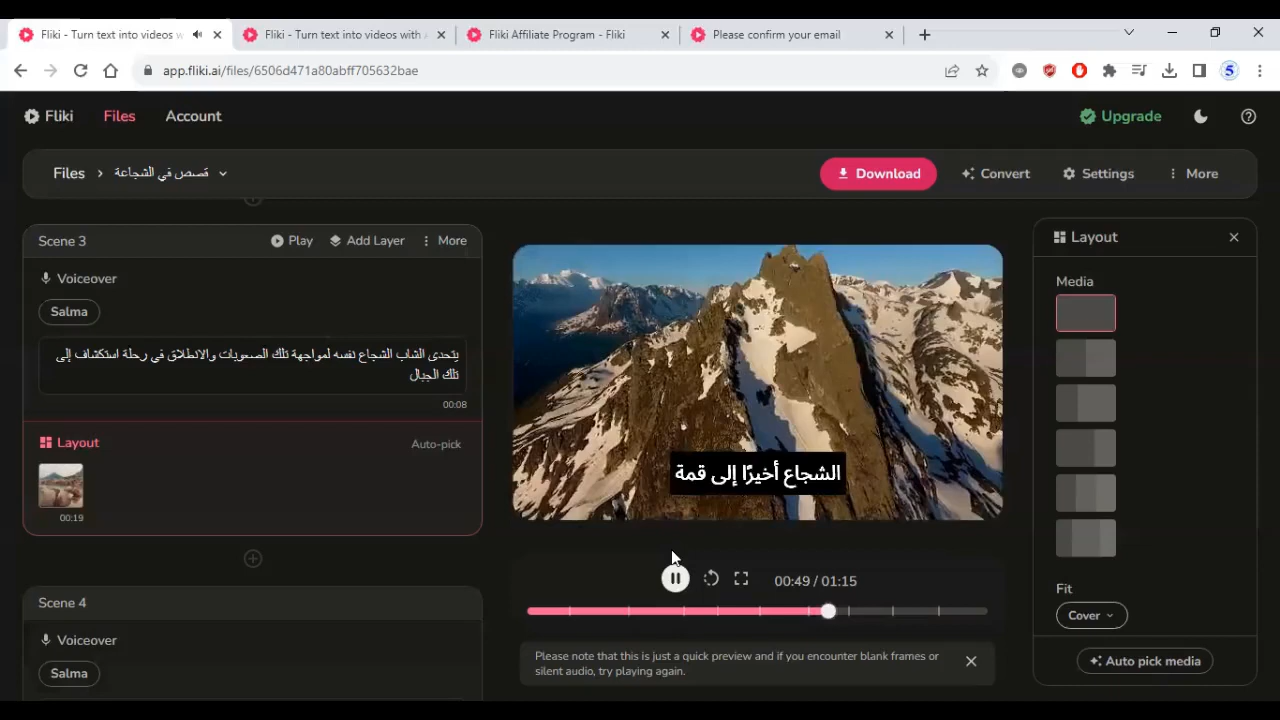 Fliki - Turn text into videos w
Fliki - Turn text into videos with
Fliki Affiliate Program - Fliki
Please confirm your email
app.fliki.ai/files/6506d471a80abff705632bae
5
Fliki
Files
Account
Upgrade
Files
قصص في الشجاعة
Download
Convert
Settings
More
Scene 3
Play
Add Layer
More
Voiceover
Salma
يتحدى الشاب الشجاع نفسه لمواجهة تلك الصعوبات والانطلاق في رحلة استكشاف إلى
تلك الجبال
00:08
Layout
Auto-pick
00:19
Scene 4
Voiceover
Salma
الشجاع أخيرًا إلى قمة
00:49 / 01:15
Please note that this is just a quick preview and if you encounter blank frames or
silent audio, try playing again.
Layout
Media
Fit
Cover
Auto pick media